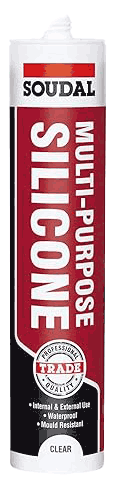 SOUDAL
MULTI-PURPOSE
SILICONE
PROFESSIONAL
TRADE
QUALITY
• Internal & External Use
• Waterproof
• Mould Resistant
CLEAR